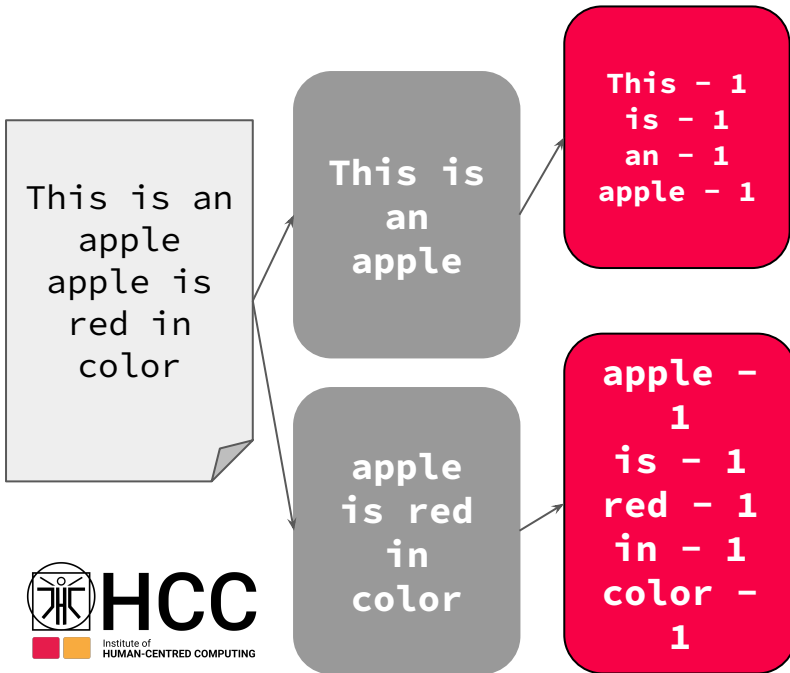 This is an
apple
apple is
red in
color
This is
an
apple
This - 1
is - 1
an - 1
apple - 1
apple
is red
in
color
apple -
1
is - 1
red - 1
in - 1
color -
1
HCC
Institute of
HUMAN-CENTRED COMPUTING